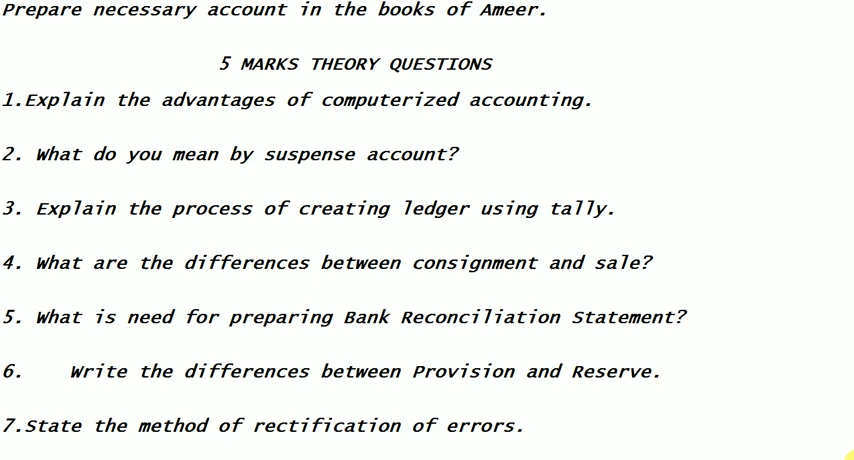 Prepare necessary account in the books of Ameer.
5 MARKS THEORY QUESTIONS
1.Explain the advantages of computerized accounting.
2. What do you mean by suspense account?
3. Explain the process of creating ledger using tally.
4. What are the differences between consignment and sale?
5. What is need for preparing Bank Reconciliation Statement?
6. Write the differences between Provision and Reserve.
7.State the method of rectification of errors.